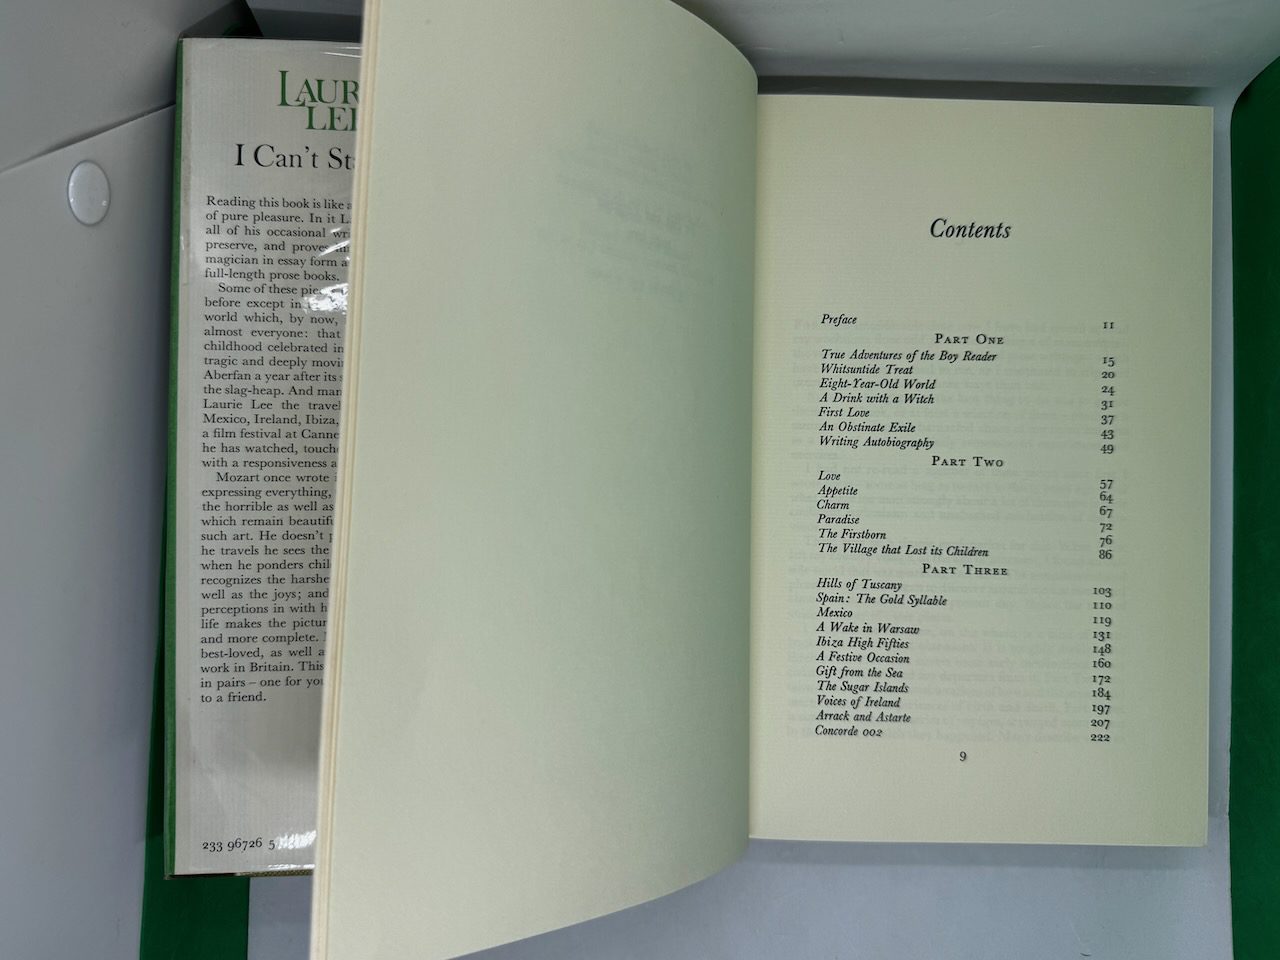 LAUR
LEE
I Can't Sta
Reading this book is like a
of pure pleasure. In it L
all of his occasional wr
preserve, and proves
magician in essay form a
full-length prose books.
Some of these pie
before except in
world which, by now,
almost everyone: that
childhood celebrated in
tragic and deeply movi
Aberfan a year after its s
the slag-heap. And man
Laurie Lee the travel
Mexico, Ireland, Ibiza,
a film festival at Canne
he has watched, touche
with a responsiveness a
Mozart once wrote
expressing everything,
the horrible as well as
which remain beautifu
such art. He doesn't p
he travels he sees the
when he ponders chil
recognizes the harshe
well as the joys; and
perceptions in with h
life makes the pictur
and more complete.
best-loved, as well a
work in Britain. This
in pairs – one for you
to a friend.
233 96726 5
Contents
Preface 11
PART ONE
True Adventures of the Boy Reader 15
Whitsuntide Treat 20
Eight-Year-Old World 24
A Drink with a Witch 31
First Love 37
An Obstinate Exile 43
Writing Autobiography 49
PART TWO
Love 57
Appetite 64
Charm 67
Paradise 72
The Firstborn 76
The Village that Lost its Children 86
PART THREE
Hills of Tuscany 103
Spain: The Gold Syllable 110
Mexico 119
A Wake in Warsaw 131
Ibiza High Fifties 148
A Festive Occasion 160
Gift from the Sea 172
The Sugar Islands 184
Voices of Ireland 197
Arrack and Astarte 207
Concorde 002 222
9